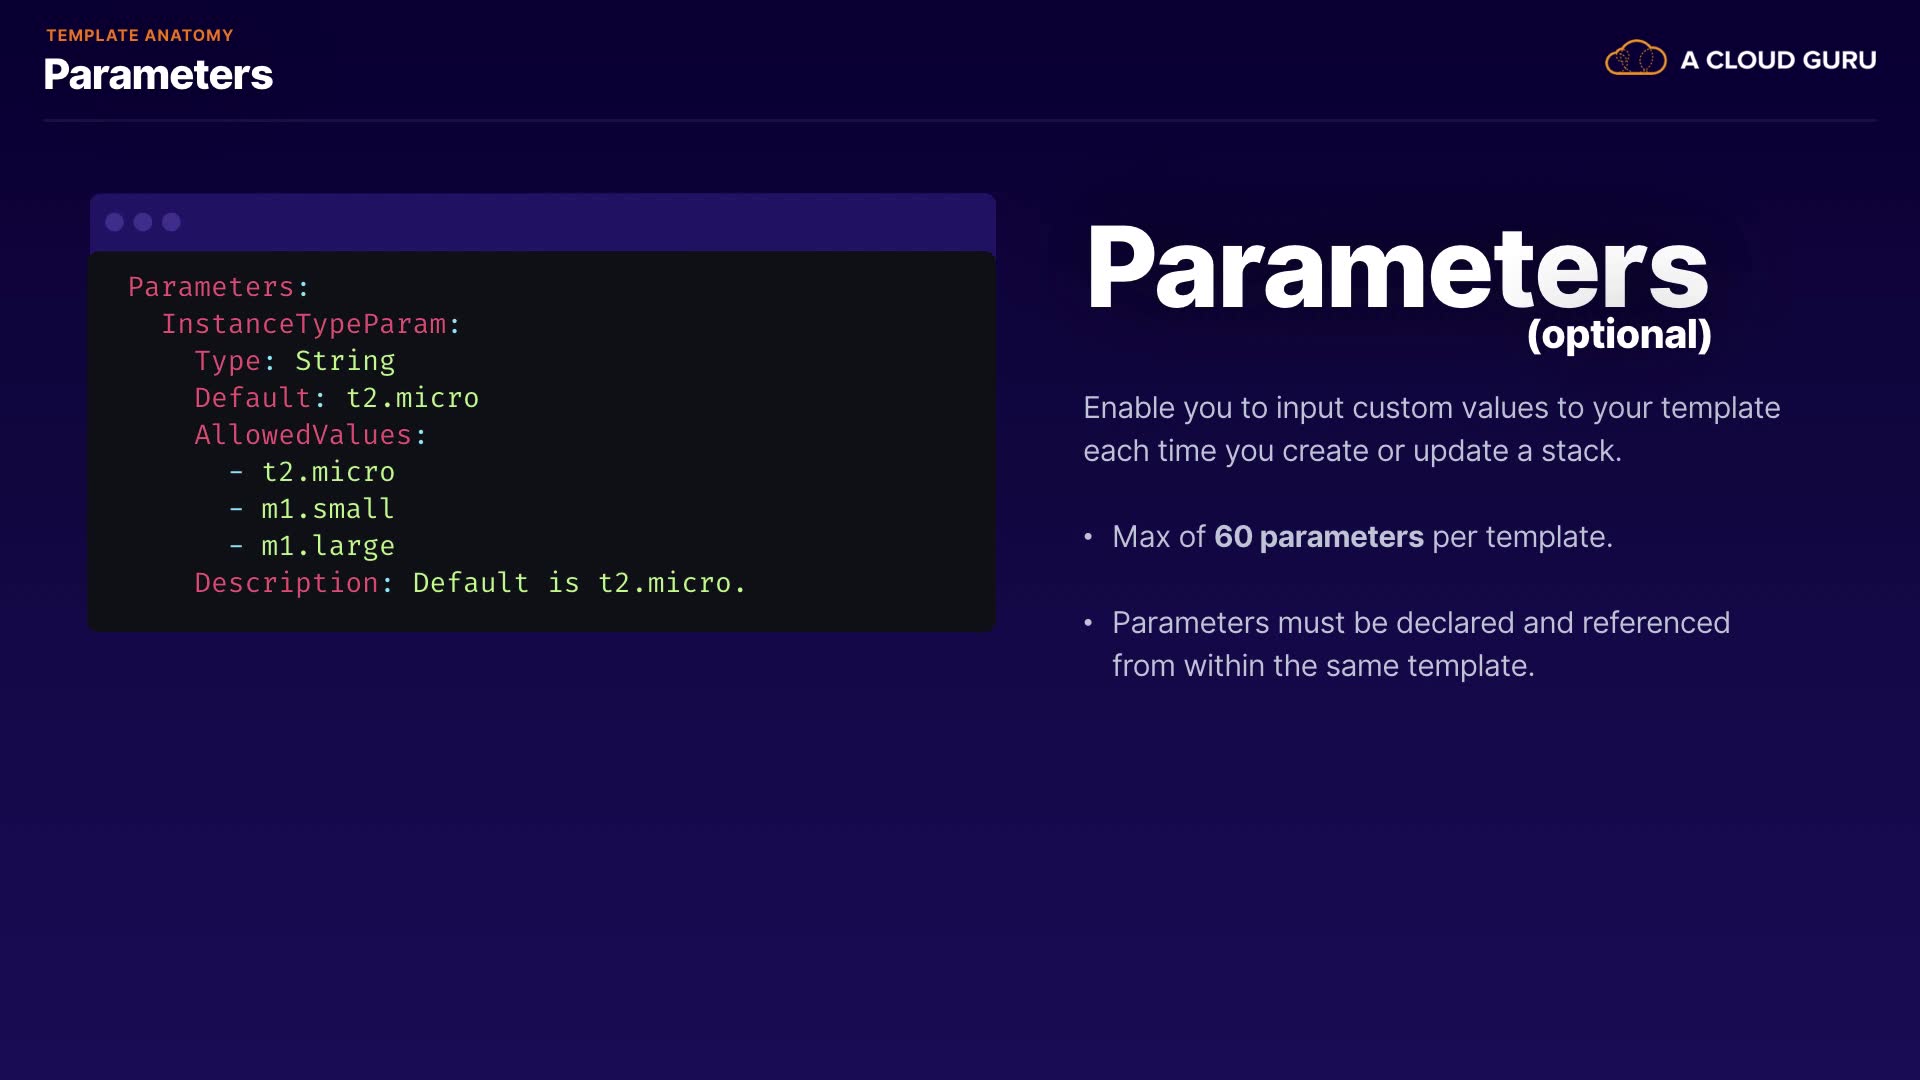 TEMPLATE ANATOMY
Parameters
A CLOUD GURU
Parameters:
  InstanceTypeParam:
    Type: String
    Default: t2.micro
    AllowedValues:
      - t2.micro
      - m1.small
      - m1.large
    Description: Default is t2.micro.
Parameters
(optional)
Enable you to input custom values to your template
each time you create or update a stack.
• Max of 60 parameters per template.
• Parameters must be declared and referenced
from within the same template.